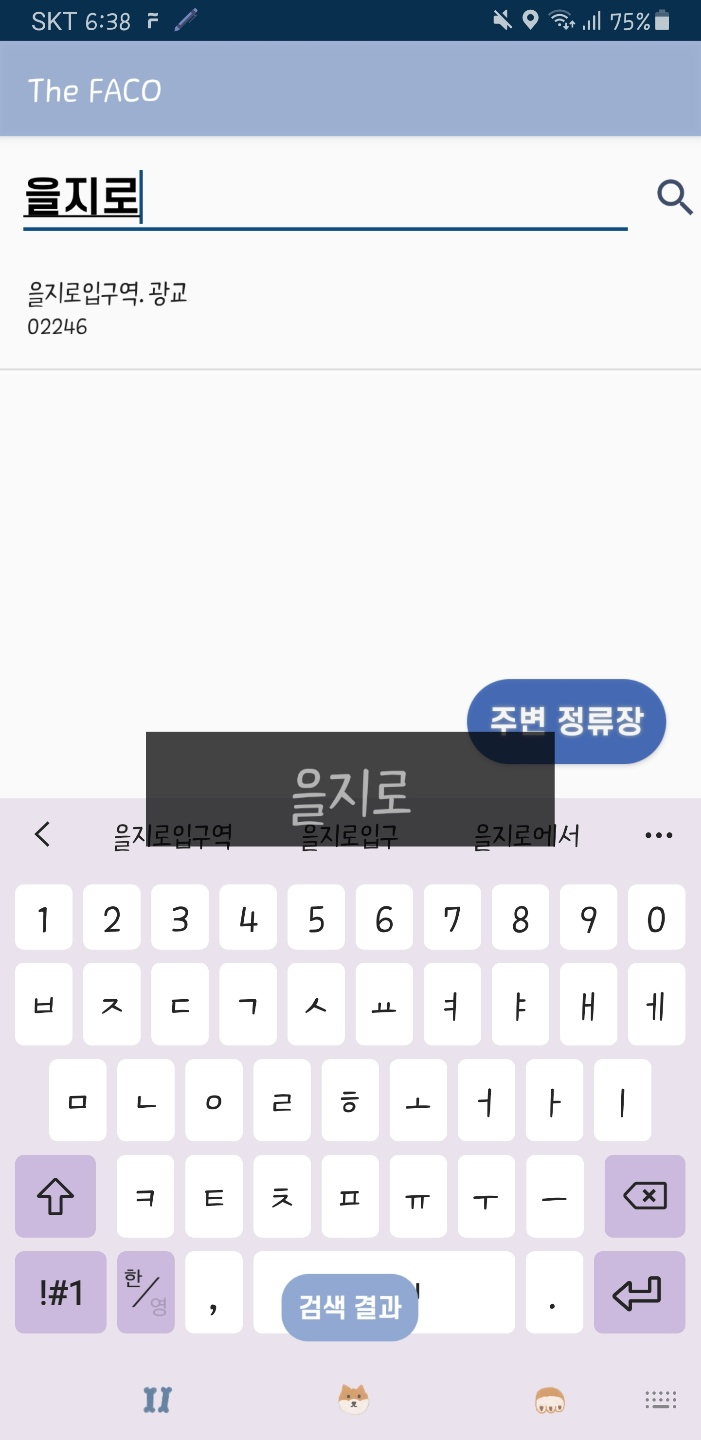 SKT 6:38
75%
The FACO
을지로
을지로입구역.광교
02246
주변 정류장
을지로
을지로입구역 을지로입구 을지로에서
1 2 3 4 5 6 7 8 9 0
ㅂ ㅈ ㄷ ㄱ ㅅ ㅛ ㅕ ㅑ ㅐ ㅔ
ㅁ ㄴ ㅇ ㄹ ㅎ ㅗ ㅓ ㅏ ㅣ
ㅋ ㅌ ㅊ ㅍ ㅠ ㅜ ㅡ
!#1 한/영 , 검색 결과 .